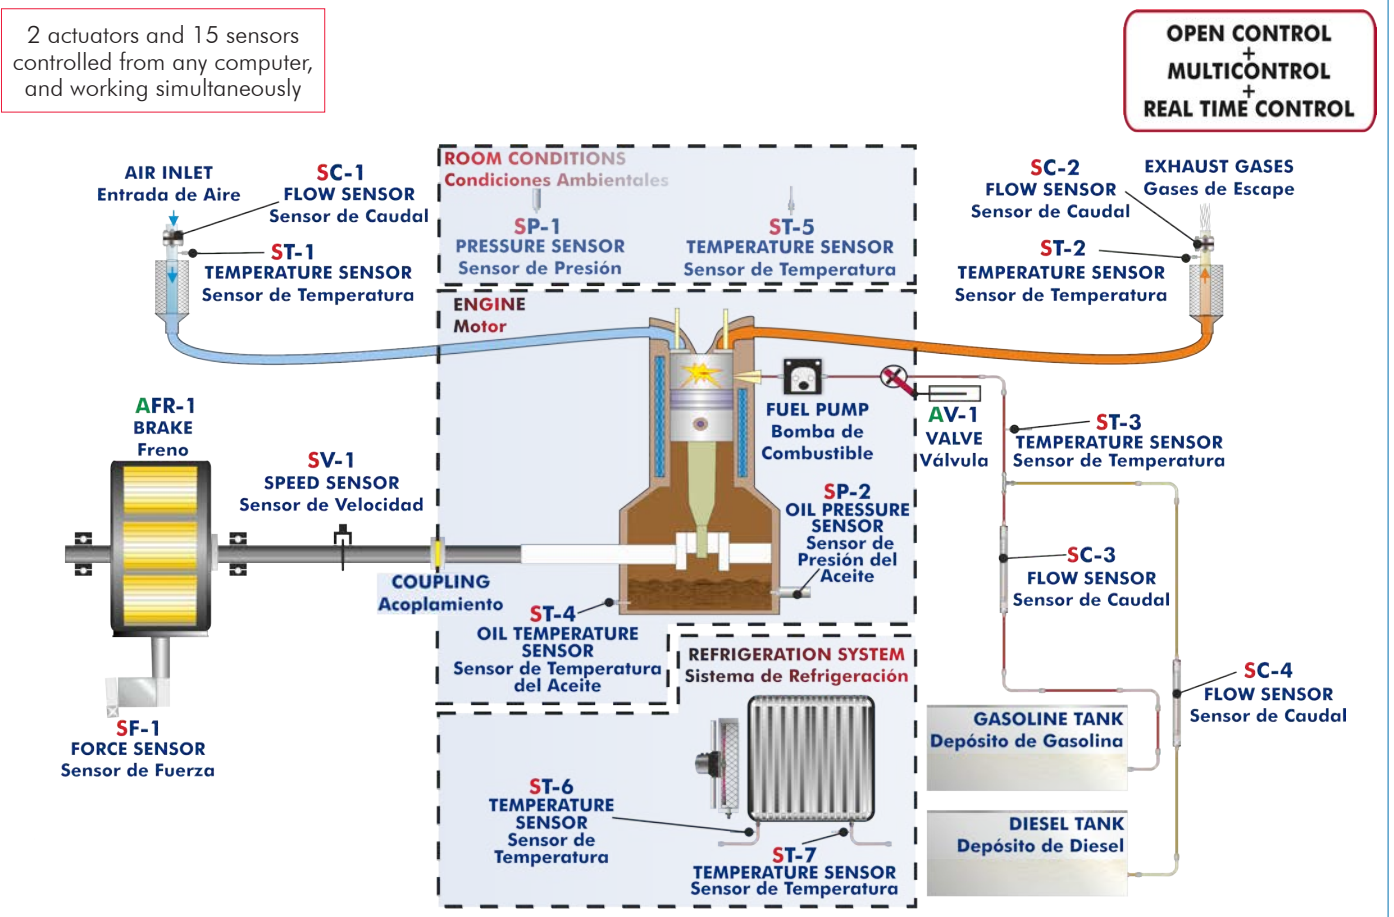 2 actuators and 15 sensors
controlled from any computer,
and working simultaneously
OPEN CONTROL
+
MULTICONTROL
+
REAL TIME CONTROL
AIR INLET
Entrada de Aire
SC-1
FLOW SENSOR
Sensor de Caudal
ST-1
TEMPERATURE SENSOR
Sensor de Temperatura
ROOM CONDITIONS
Condiciones Ambientales
SP-1
PRESSURE SENSOR
Sensor de Presión
ST-5
TEMPERATURE SENSOR
Sensor de Temperatura
SC-2
FLOW SENSOR
Sensor de Caudal
EXHAUST GASES
Gases de Escape
ST-2
TEMPERATURE SENSOR
Sensor de Temperatura
ENGINE
Motor
AFR-1
BRAKE
Freno
SV-1
SPEED SENSOR
Sensor de Velocidad
COUPLING
Acoplamiento
FUEL PUMP
Bomba de
Combustible
AV-1
VALVE
Válvula
ST-3
TEMPERATURE SENSOR
Sensor de Temperatura
SP-2
OIL PRESSURE
SENSOR
Sensor de
Presión del
Aceite
SC-3
FLOW SENSOR
Sensor de Caudal
ST-4
OIL TEMPERATURE
SENSOR
Sensor de Temperatura
del Aceite
SF-1
FORCE SENSOR
Sensor de Fuerza
REFRIGERATION SYSTEM
Sistema de Refrigeración
SC-4
FLOW SENSOR
Sensor de Caudal
GASOLINE TANK
Depósito de Gasolina
ST-6
TEMPERATURE
SENSOR
Sensor de
Temperatura
ST-7
TEMPERATURE SENSOR
Sensor de Temperatura
DIESEL TANK
Depósito de Diesel